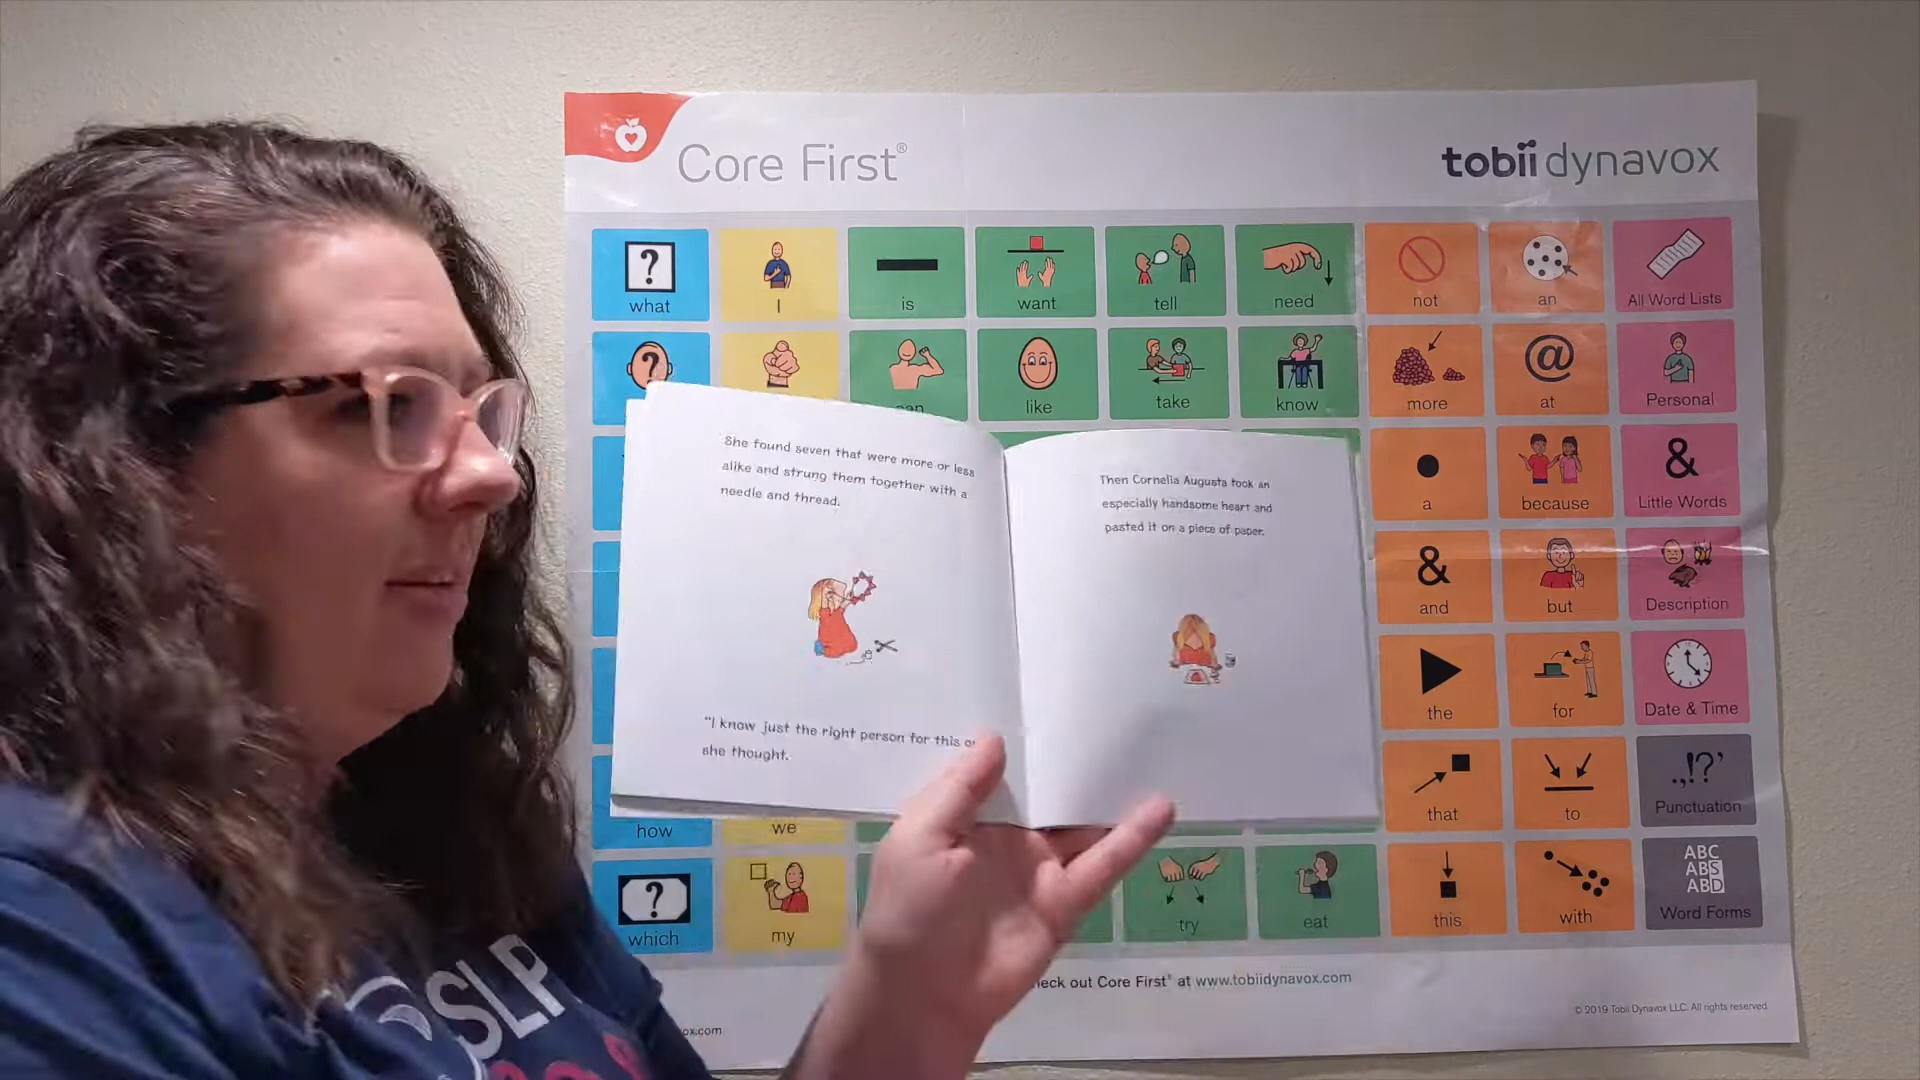 Core First®
tobii dynavox
what
I
is
want
tell
need
not
an
All Word Lists
like
take
know
more
at
Personal
a
because
Little Words
and
but
Description
the
for
Date & Time
how
we
that
to
Punctuation
which
my
try
eat
this
with
Word Forms
?
?
@
&
&
.,!?’
?
ABC
ABS
ABD
She found seven that were more or less
alike and strung them together with a
needle and thread.
"I know just the right person for this
she thought.
Then Cornelia Augusta took an
especially handsome heart and
pasted it on a piece of paper.
SLP
out Core First® at www.tobiidynavox.com
© 2019 Tobii Dynavox LLC. All rights reserved.